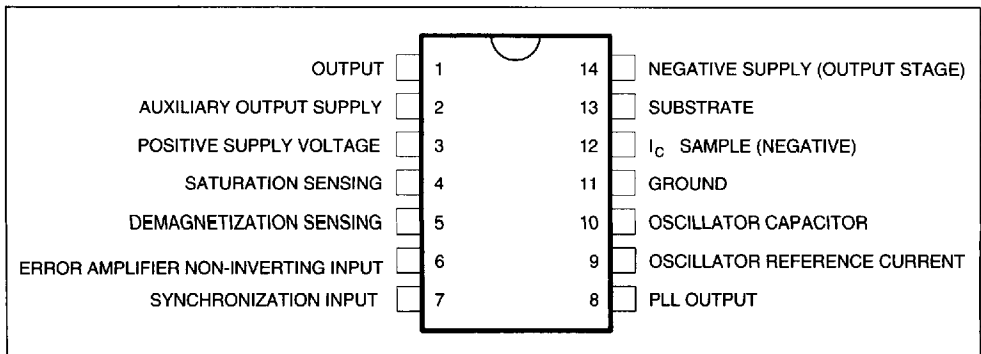 OUTPUT 1 14 NEGATIVE SUPPLY (OUTPUT STAGE)
AUXILIARY OUTPUT SUPPLY 2 13 SUBSTRATE
POSITIVE SUPPLY VOLTAGE 3 12 IC SAMPLE (NEGATIVE)
SATURATION SENSING 4 11 GROUND
DEMAGNETIZATION SENSING 5 10 OSCILLATOR CAPACITOR
ERROR AMPLIFIER NON-INVERTING INPUT 6 9 OSCILLATOR REFERENCE CURRENT
SYNCHRONIZATION INPUT 7 8 PLL OUTPUT